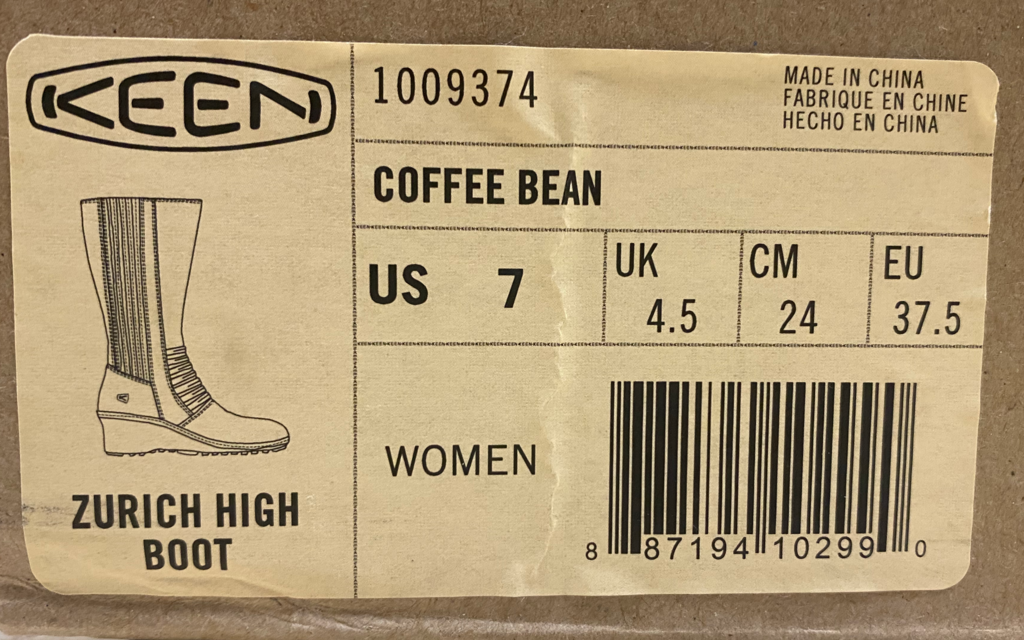 KEEN
1009374
MADE IN CHINA
FABRIQUE EN CHINE
HECHO EN CHINA
COFFEE BEAN
US 7
UK 4.5
CM 24
EU 37.5
WOMEN
ZURICH HIGH
BOOT
8 87194 10299 0